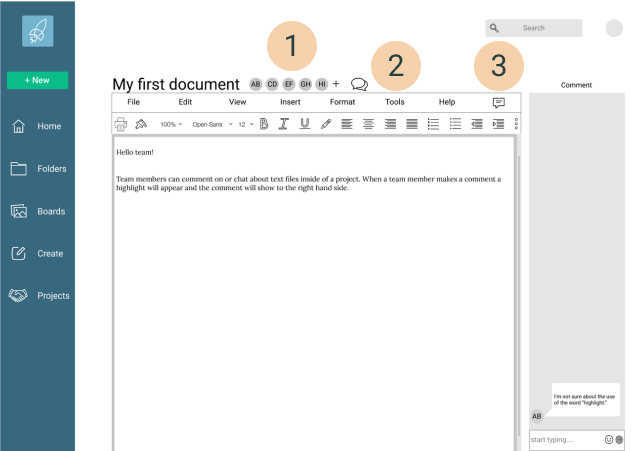 1
2
3
Search
+ New
My first document
AB CD EF GH HI +
Comment
File Edit View Insert Format Tools Help
100% Open Sans 12 B I U
Home
Folders
Boards
Create
Projects
Hello team!
Team members can comment on or chat about text files inside of a project. When a team member makes a comment a
highlight will appear and the comment will show to the right hand side.
I'm not sure about the use
of the word "highlight."
AB
start typing....